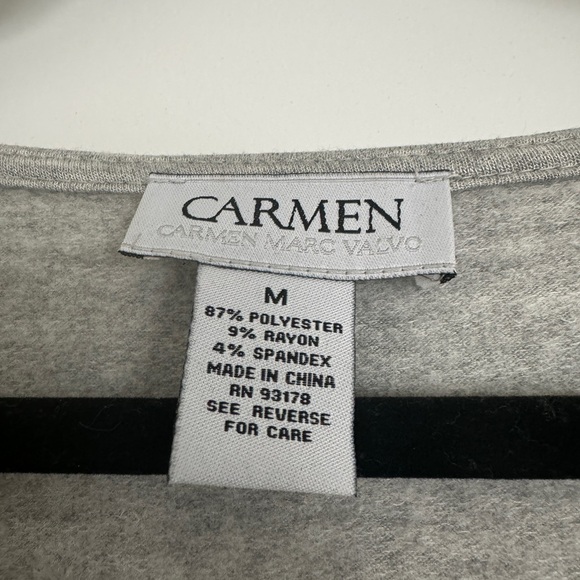 CARMEN
CARMEN MARC VALVO
M
87% POLYESTER
9% RAYON
4% SPANDEX
MADE IN CHINA
RN 93178
SEE REVERSE
FOR CARE